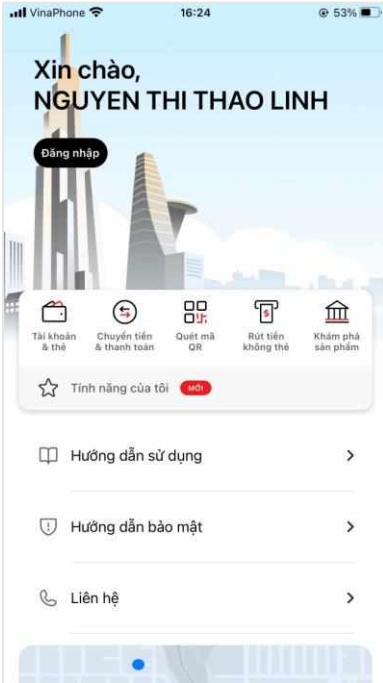 VinaPhone 16:24 53%
Xin chào,
NGUYEN THI THAO LINH
Đăng nhập
Tài khoản
& thẻ
Chuyển tiền
& thanh toán
Quét mã
QR
Rút tiền
không thẻ
Khám phá
sản phẩm
Tính năng của tôi MỚI
Hướng dẫn sử dụng
Hướng dẫn bảo mật
Liên hệ